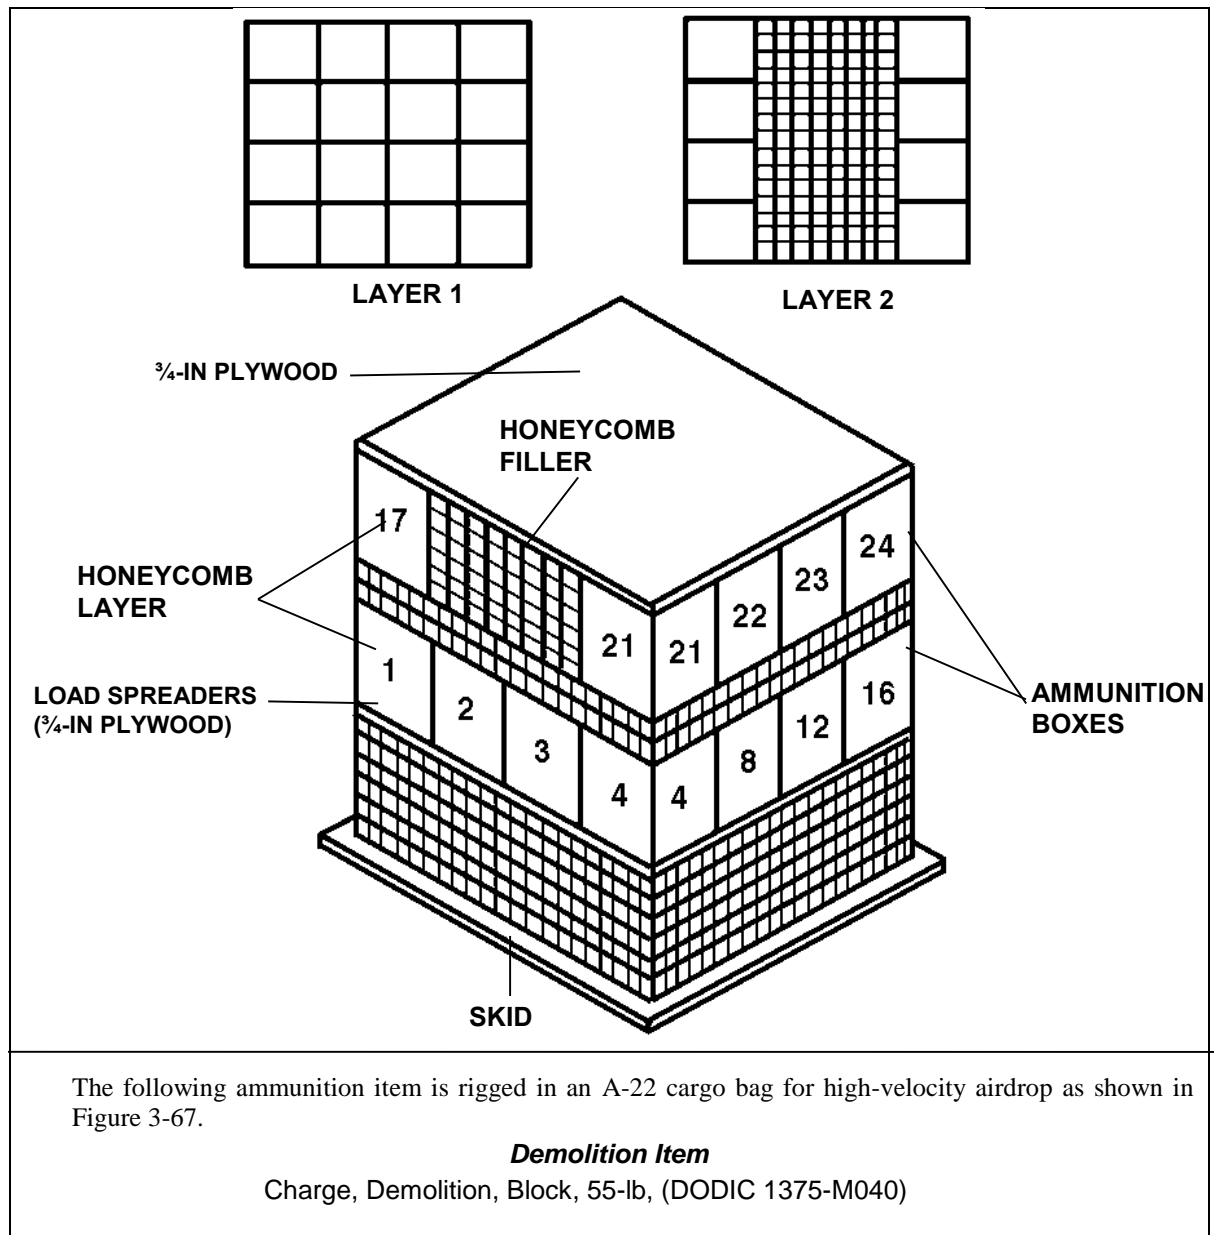 LAYER 1
LAYER 2
¾-IN PLYWOOD
HONEYCOMB
FILLER
17
24
23
22
21
21
HONEYCOMB
LAYER
1
2
3
4
4
8
12
16
LOAD SPREADERS
(¾-IN PLYWOOD)
AMMUNITION
BOXES
SKID
The following ammunition item is rigged in an A-22 cargo bag for high-velocity airdrop as shown in
Figure 3-67.
Demolition Item
Charge, Demolition, Block, 55-lb, (DODIC 1375-M040)